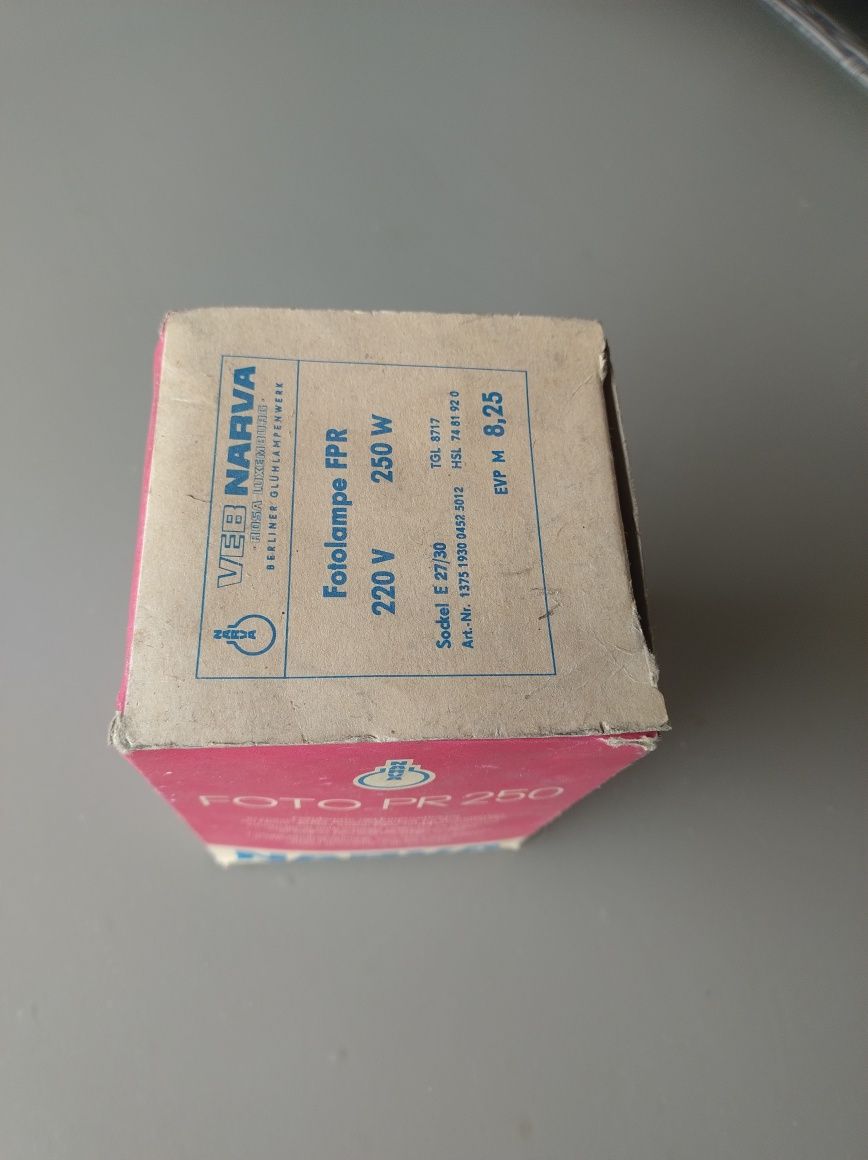 NARVA
VEB NARVA
·ROSA LUXEMBURG·
BERLINER GLÜHLAMPENWERK
Fotolampe FPR
220 V 250 W
Sockel E 27/30 TGL 8717
Art.-Nr. 1375 1930 0452 5012 HSL 74 81 92 0
EVP M 8,25
FOTO PR 250